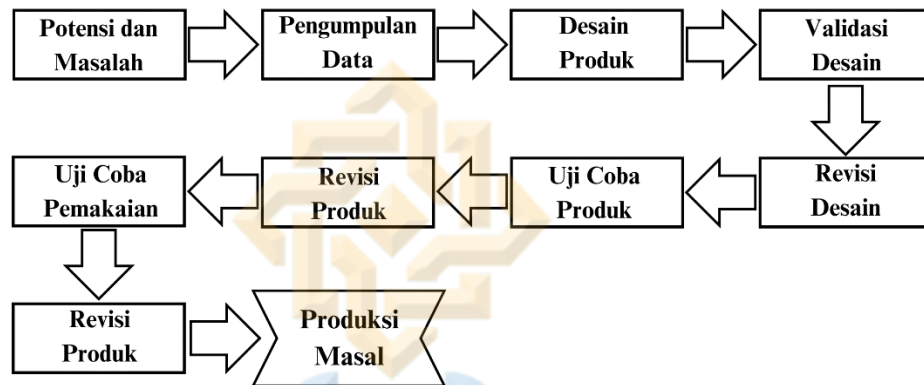 Potensi dan
Masalah
Pengumpulan
Data
Desain
Produk
Validasi
Desain
Revisi
Desain
Uji Coba
Produk
Revisi
Produk
Uji Coba
Pemakaian
Revisi
Produk
Produksi
Masal